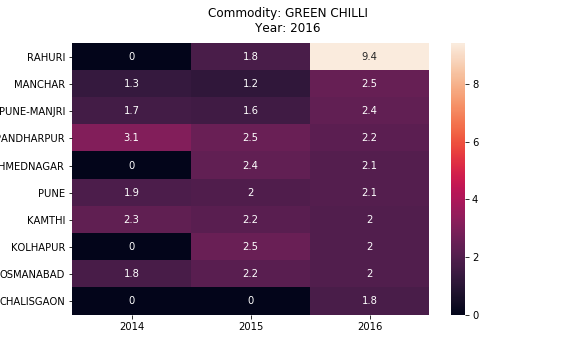 Commodity: GREEN CHILLI
Year: 2016
RAHURI 0 1.8 9.4
MANCHAR 1.3 1.2 2.5
PUNE-MANJRI 1.7 1.6 2.4
PANDHARPUR 3.1 2.5 2.2
HMEDNAGAR 0 2.4 2.1
PUNE 1.9 2 2.1
KAMTHI 2.3 2.2 2
KOLHAPUR 0 2.5 2
OSMANABAD 1.8 2.2 2
CHALISGAON 0 0 1.8
2014 2015 2016
8
6
4
2
0